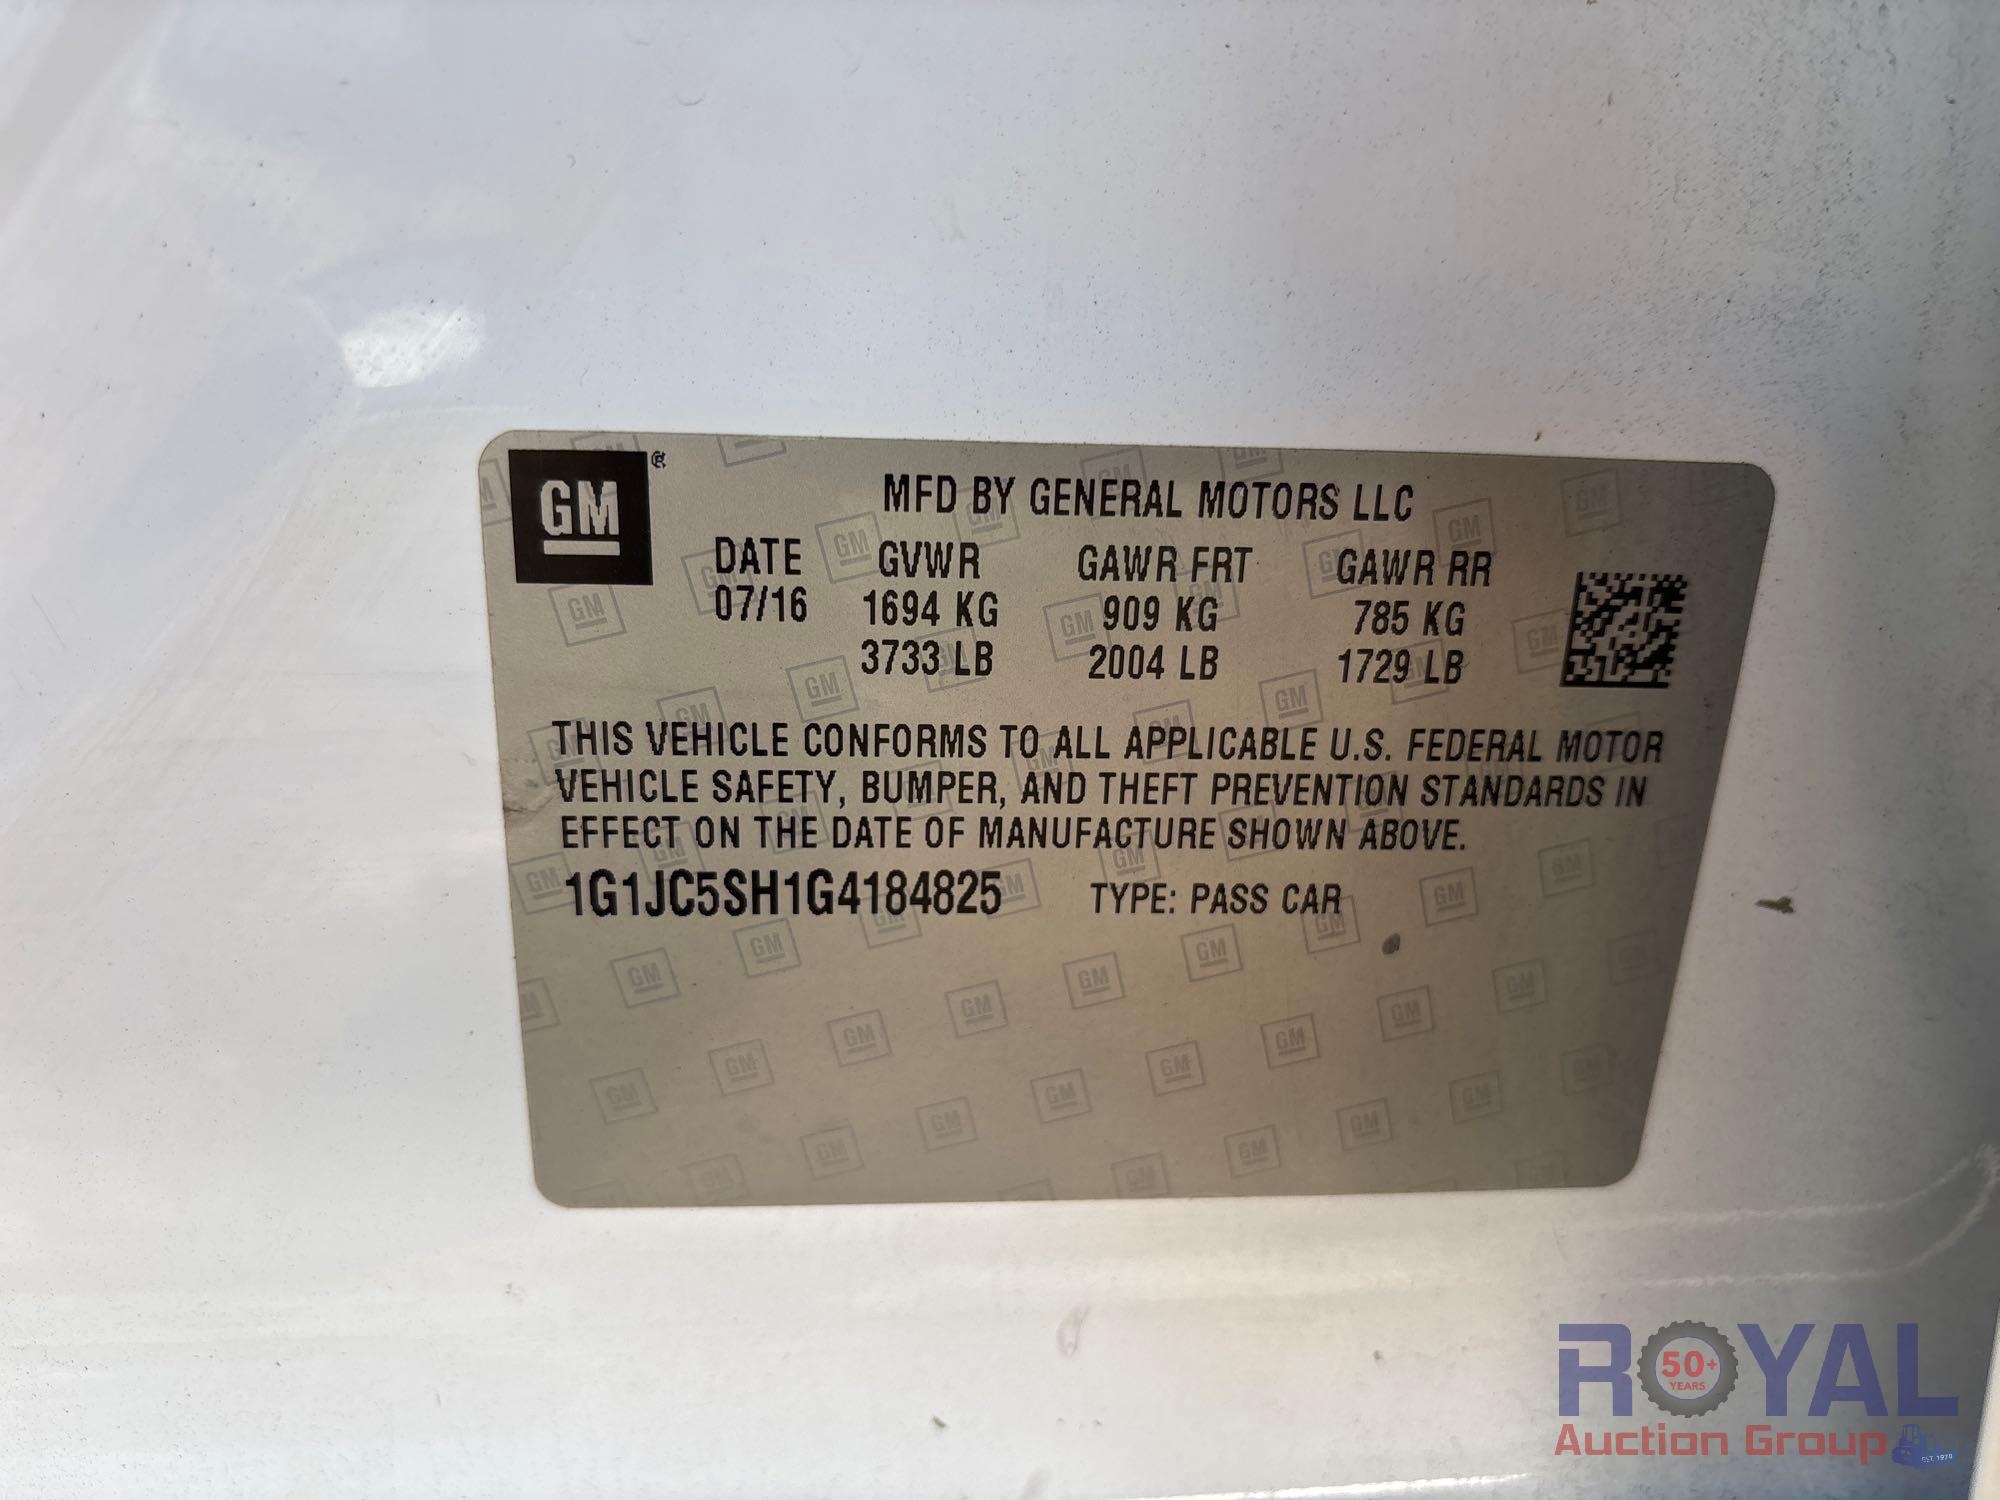 GM
MFD BY GENERAL MOTORS LLC
DATE GVWR GAWR FRT GAWR RR
07/16 1694 KG 909 KG 785 KG
3733 LB 2004 LB 1729 LB
THIS VEHICLE CONFORMS TO ALL APPLICABLE U.S. FEDERAL MOTOR
VEHICLE SAFETY, BUMPER, AND THEFT PREVENTION STANDARDS IN
EFFECT ON THE DATE OF MANUFACTURE SHOWN ABOVE.
1G1JC5SH1G4184825 TYPE: PASS CAR
ROYAL
50+
YEARS
Auction Group
EST. 1970